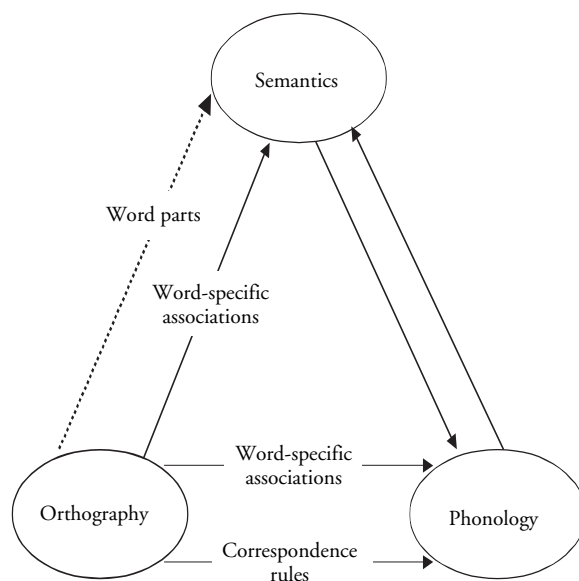 Semantics
Word parts
Word-specific
associations
Word-specific
associations
Orthography
Phonology
Correspondence
rules